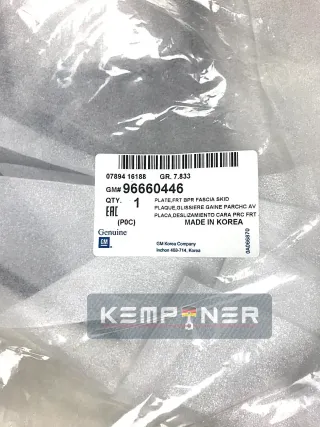 07894 16188 GR. 7.833
GM# 96660446
QTY. 1
PLATE,FRT BPR FASCIA SKID
PLAQUE,GLISSIERE GAINE PARCHC AV
PLACA,DESLIZAMIENTO CARA PRC FRT
EAC
(P0C)
MADE IN KOREA
Genuine
GM
GM Korea Company
Incheon 403-714, Korea
0AD66870
KEMPTNER